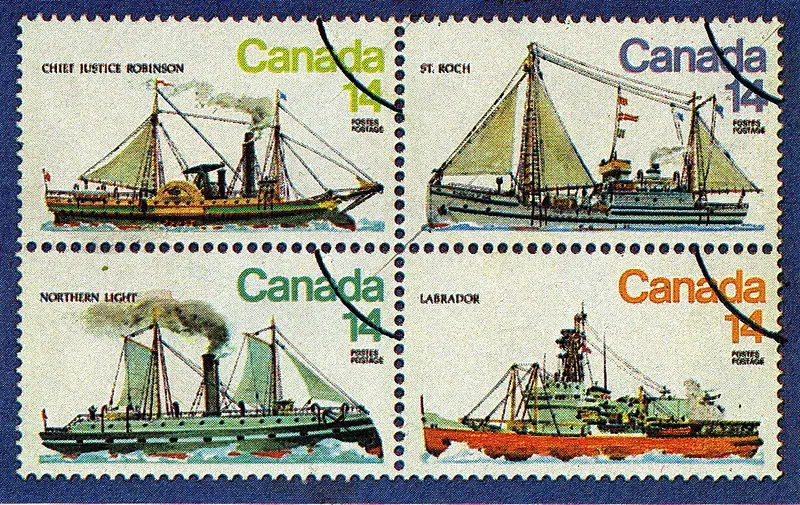 Canada
CHIEF JUSTICE ROBINSON
14
POSTES
POSTAGE
Canada
ST. ROCH
14
POSTES
POSTAGE
Canada
NORTHERN LIGHT
14
POSTES
POSTAGE
Canada
LABRADOR
14
POSTES
POSTAGE